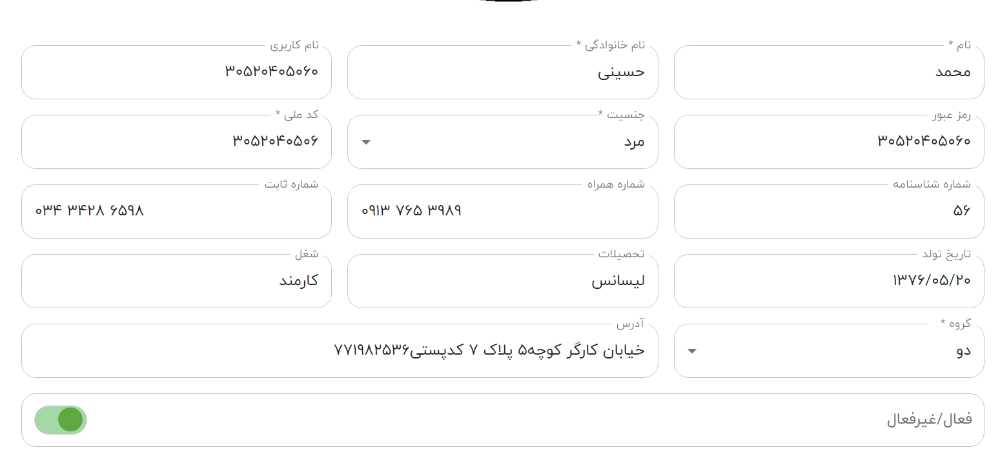 نام *
محمد
نام خانوادگی *
حسینی
نام کاربری
۳۰۵۲۰۴۰۵۰۶۰
رمز عبور
۳۰۵۲۰۴۰۵۰۶۰
جنسیت *
مرد
کد ملی *
۳۰۵۲۰۴۰۵۰۶
شماره شناسنامه
۵۶
شماره همراه
۰۹۱۳ ۷۶۵ ۳۹۸۹
شماره ثابت
۰۳۴ ۳۴۲۸ ۶۵۹۸
تاریخ تولد
۱۳۷۶/۰۵/۲۰
تحصیلات
لیسانس
شغل
کارمند
گروه *
دو
آدرس
خیابان کارگر کوچه۵ پلاک ۷ کدپستی۷۷۱۹۸۲۵۳۶
فعال/غیرفعال